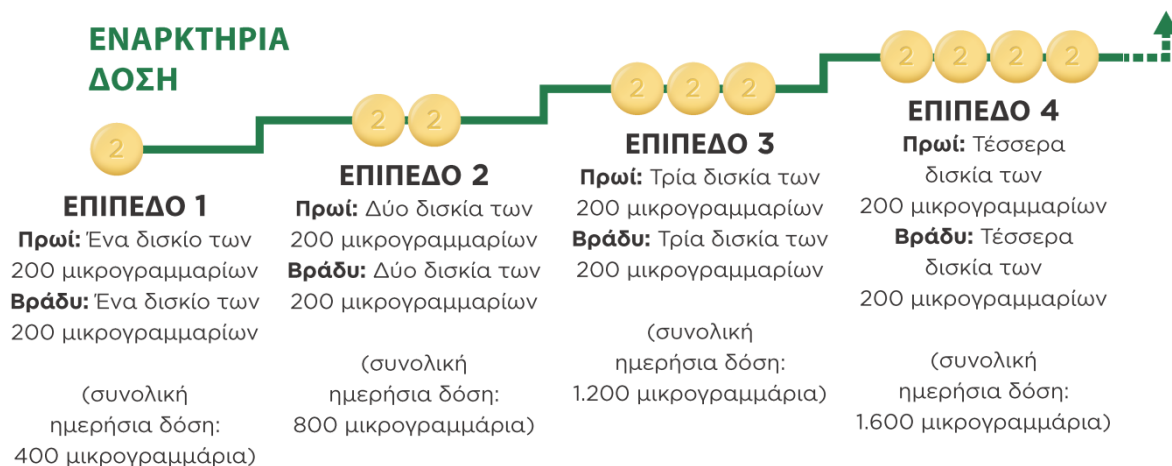 ΕΝΑΡΚΤΗΡΙΑ
ΔΟΣΗ
2
ΕΠΙΠΕΔΟ 1
Πρωί: Ένα δισκίο των
200 μικρογραμμαρίων
Βράδυ: Ένα δισκίο των
200 μικρογραμμαρίων
(συνολική
ημερήσια δόση:
400 μικρογραμμάρια)
2 2
ΕΠΙΠΕΔΟ 2
Πρωί: Δύο δισκία των
200 μικρογραμμαρίων
Βράδυ: Δύο δισκία των
200 μικρογραμμαρίων
(συνολική
ημερήσια δόση:
800 μικρογραμμάρια)
2 2 2
ΕΠΙΠΕΔΟ 3
Πρωί: Τρία δισκία των
200 μικρογραμμαρίων
Βράδυ: Τρία δισκία των
200 μικρογραμμαρίων
(συνολική
ημερήσια δόση:
1.200 μικρογραμμάρια)
2 2 2 2
ΕΠΙΠΕΔΟ 4
Πρωί: Τέσσερα
δισκία των
200 μικρογραμμαρίων
Βράδυ: Τέσσερα
δισκία των
200 μικρογραμμαρίων
(συνολική
ημερήσια δόση:
1.600 μικρογραμμάρια)